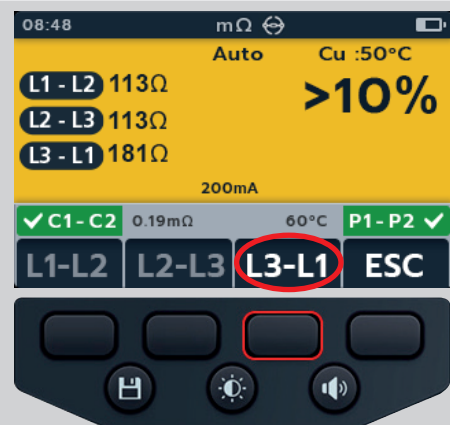 08:48 mΩ
Auto Cu :50°C
L1 - L2 113Ω >10%
L2 - L3 113Ω
L3 - L1 181Ω
200mA
✓ C1-C2 0.19mΩ 60°C P1-P2 ✓
L1-L2 L2-L3 L3-L1 ESC